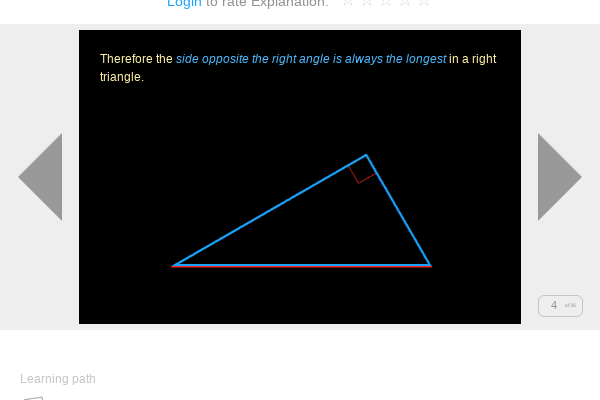 Login to rate Explanation.
Therefore the side opposite the right angle is always the longest in a right
triangle.
4 of 36
Learning path